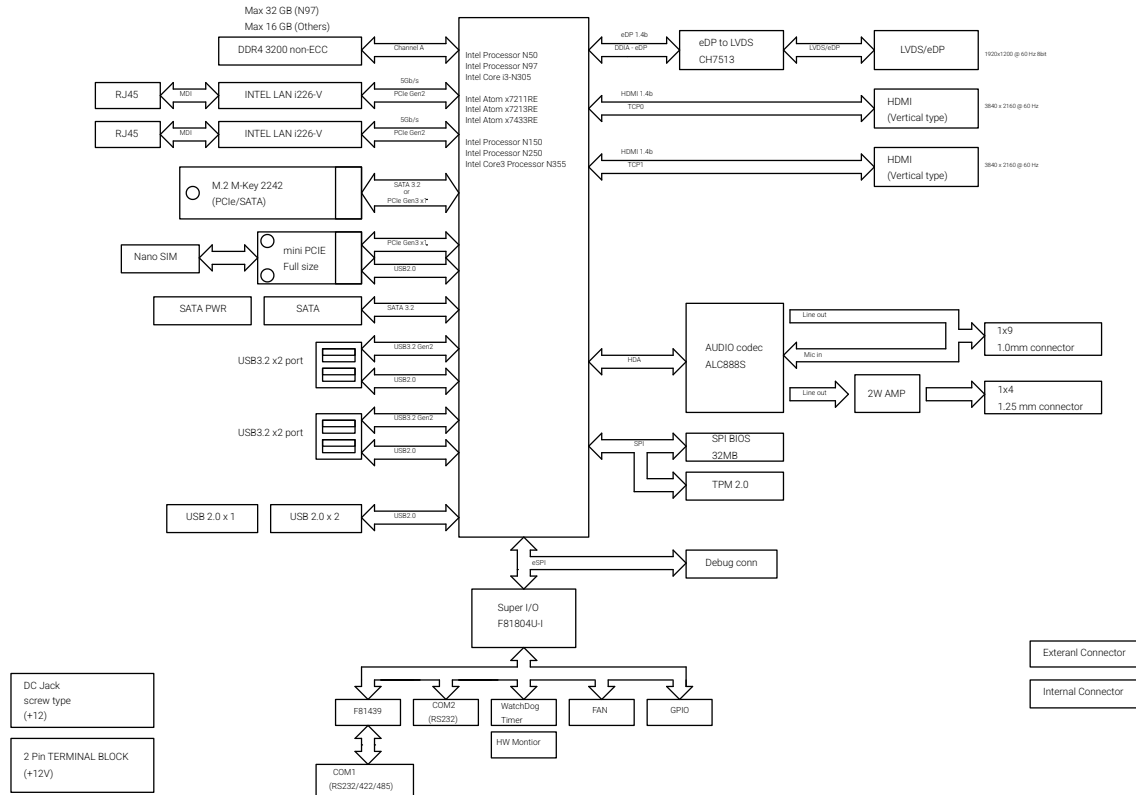 Max 32 GB (N97)
Max 16 GB (Others)
DDR4 3200 non-ECC
Channel A
RJ45
MDI
INTEL LAN i226-V
5Gb/s
PCIe Gen2
RJ45
MDI
INTEL LAN i226-V
5Gb/s
PCIe Gen2
M.2 M-Key 2242
(PCIe/SATA)
SATA 3.2
or
PCIe Gen3 x1
Nano SIM
mini PCIE
Full size
PCIe Gen3 x1
USB2.0
SATA PWR
SATA
SATA 3.2
USB3.2 x2 port
USB3.2 Gen2
USB2.0
USB3.2 x2 port
USB3.2 Gen2
USB2.0
USB 2.0 x 1
USB 2.0 x 2
USB2.0
Intel Processor N50
Intel Processor N97
Intel Core i3-N305
Intel Atom x7211RE
Intel Atom x7213RE
Intel Atom x7433RE
Intel Processor N150
Intel Processor N250
Intel Core3 Processor N355
eDP 1.4b
DDIA - eDP
eDP to LVDS
CH7513
LVDS/eDP
LVDS/eDP
1920x1200 @ 60 Hz 8bit
HDMI 1.4b
TCP0
HDMI
(Vertical type)
3840 x 2160 @ 60 Hz
HDMI 1.4b
TCP1
HDMI
(Vertical type)
3840 x 2160 @ 60 Hz
HDA
AUDIO codec
ALC888S
Line out
Mic in
1x9
1.0mm connector
Line out
2W AMP
1x4
1.25 mm connector
SPI
SPI BIOS
32MB
TPM 2.0
eSPI
Debug conn
Super I/O
F81804U-I
F81439
COM2
(RS232)
WatchDog
Timer
FAN
GPIO
HW Montior
COM1
(RS232/422/485)
DC Jack
screw type
(+12)
2 Pin TERMINAL BLOCK
(+12V)
Exteranl Connector
Internal Connector